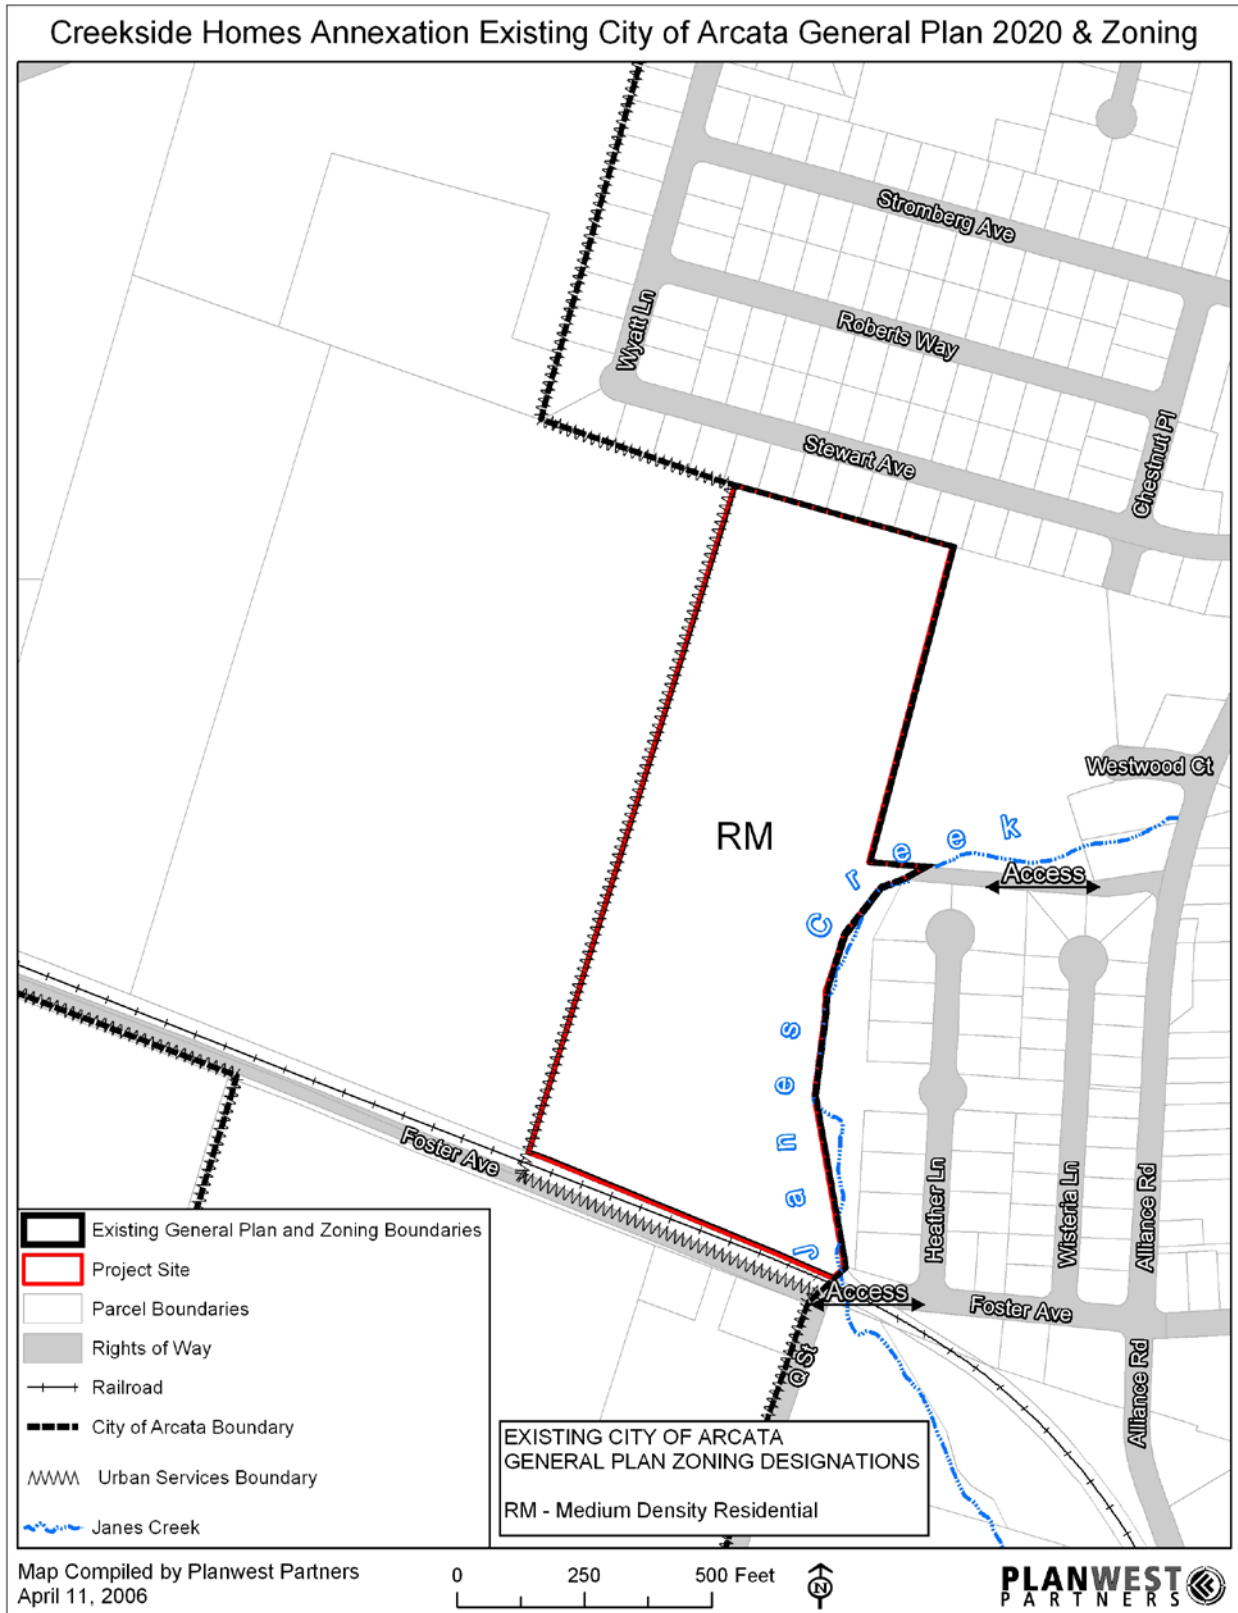 Creekside Homes Annexation Existing City of Arcata General Plan 2020 & Zoning
Stromberg Ave
Wyatt Ln
Roberts Way
Stewart Ave
Chestnut Pl
Westwood Ct
RM
Janes Creek
Access
Foster Ave
Heather Ln
Wisteria Ln
Alliance Rd
Access
Foster Ave
Q St
Alliance Rd
Existing General Plan and Zoning Boundaries
Project Site
Parcel Boundaries
Rights of Way
Railroad
City of Arcata Boundary
Urban Services Boundary
Janes Creek
EXISTING CITY OF ARCATA
GENERAL PLAN ZONING DESIGNATIONS
RM - Medium Density Residential
Map Compiled by Planwest Partners
April 11, 2006
0 250 500 Feet
N
PLANWEST
PARTNERS